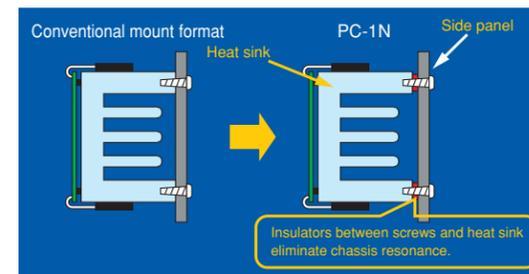 Conventional mount format
PC-1N
Side panel
Heat sink
Insulators between screws and heat sink
eliminate chassis resonance.